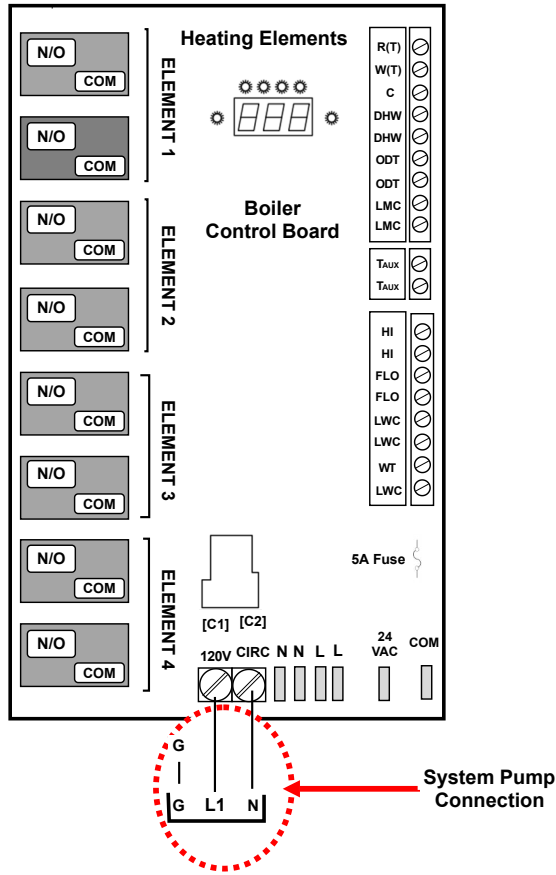 Heating Elements
N/O
COM
N/O
COM
ELEMENT 1
N/O
COM
N/O
COM
ELEMENT 2
N/O
COM
N/O
COM
ELEMENT 3
N/O
COM
N/O
COM
ELEMENT 4
888
Boiler
Control Board
R(T)
W(T)
C
DHW
DHW
ODT
ODT
LMC
LMC
TAUX
TAUX
HI
HI
FLO
FLO
LWC
LWC
WT
LWC
5A Fuse
[C1] [C2]
120V CIRC N N L L
24
VAC
COM
G
G L1 N
System Pump
Connection